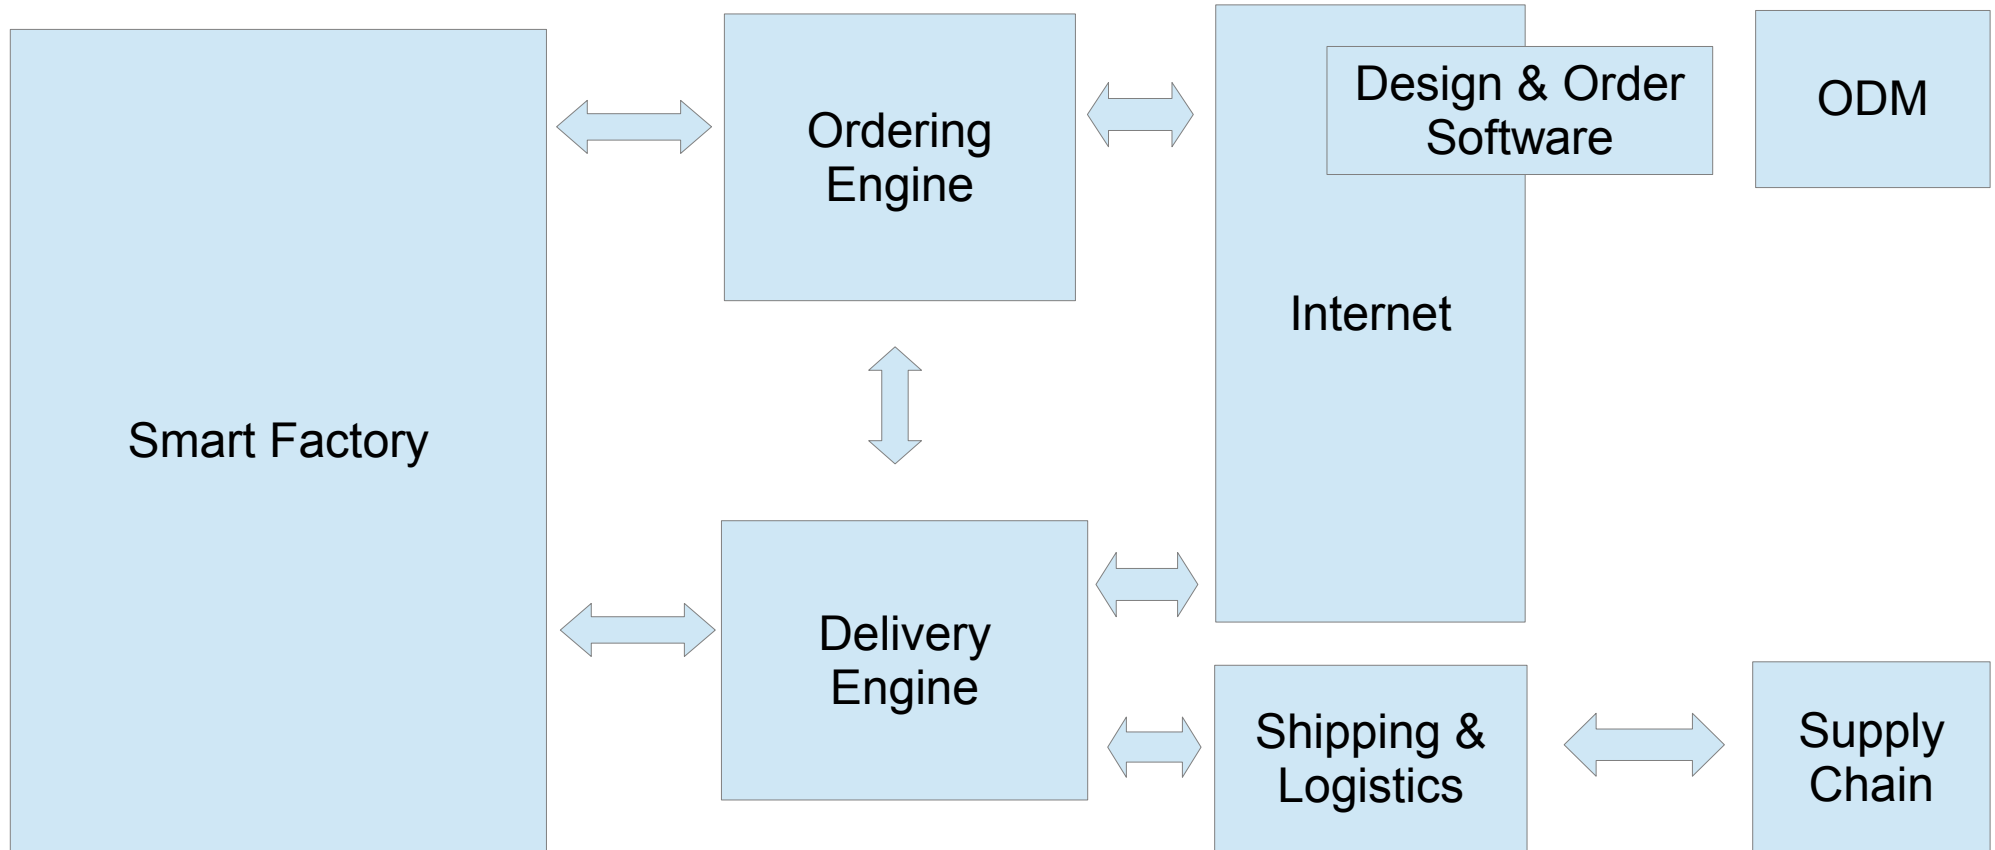 Smart Factory
Ordering
Engine
Delivery
Engine
Design & Order
Software
Internet
Shipping &
Logistics
ODM
Supply
Chain